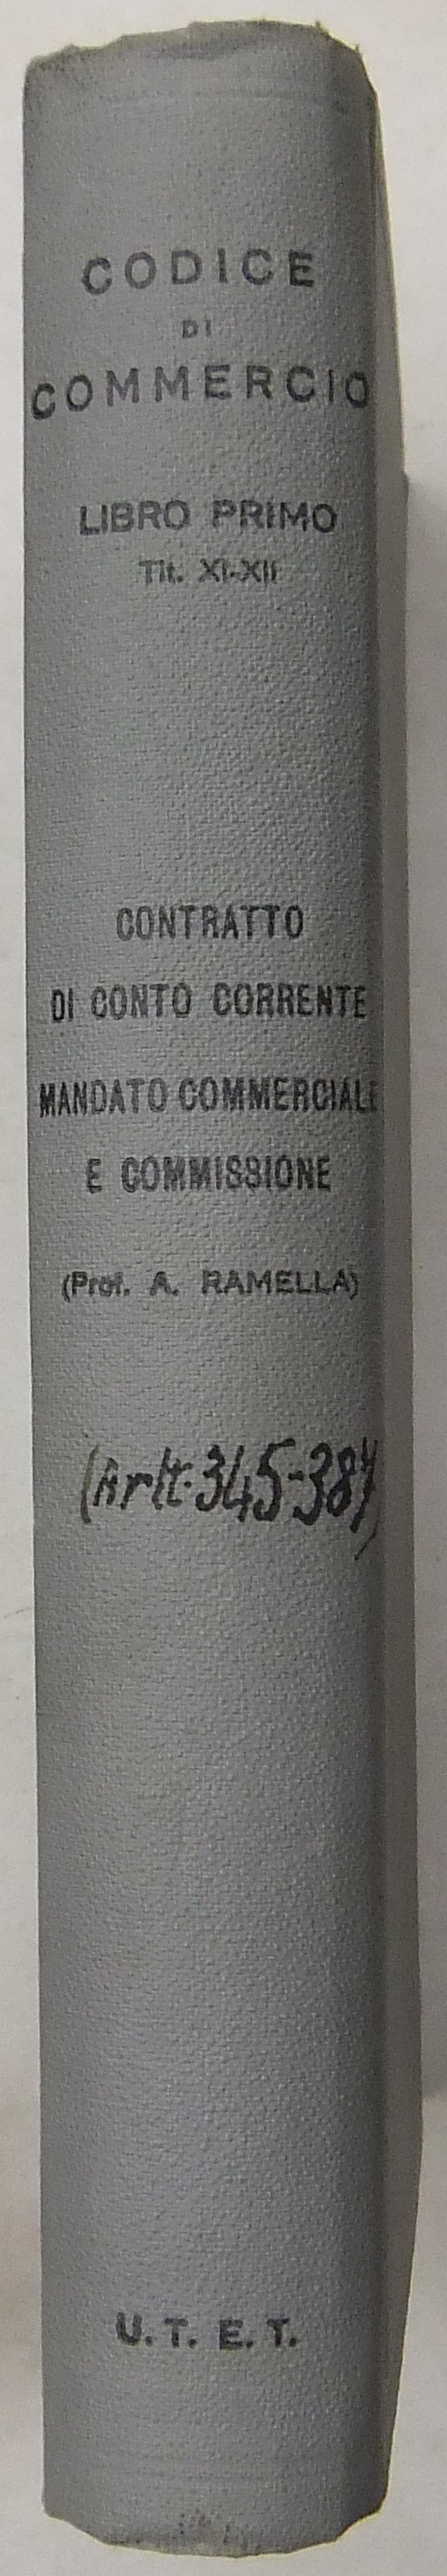 CODICE
DI
COMMERCIO
LIBRO PRIMO
Tit. XI-XII
CONTRATTO
DI CONTO CORRENTE
MANDATO COMMERCIALE
E COMMISSIONE
(Prof. A. RAMELLA)
(Artt. 345-387)
U. T. E. T.